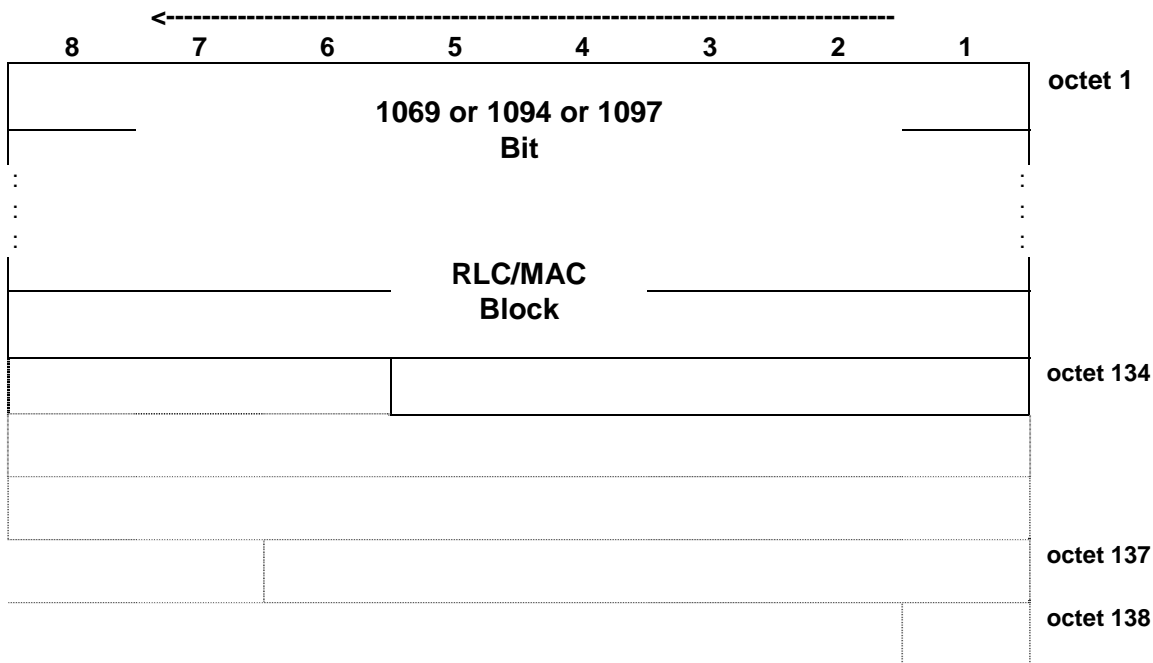 <--------------------------------------------------------------------------------
8 7 6 5 4 3 2 1
octet 1
1069 or 1094 or 1097
Bit
: :
: :
: :
RLC/MAC
Block
octet 134
octet 137
octet 138